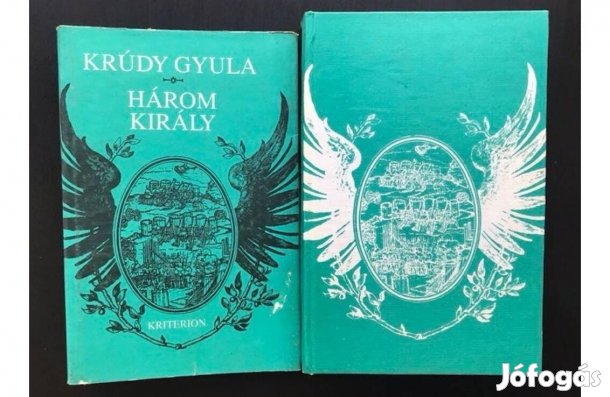 KRÚDY GYULA
HÁROM
KIRÁLY
KRITERION
Jófogás